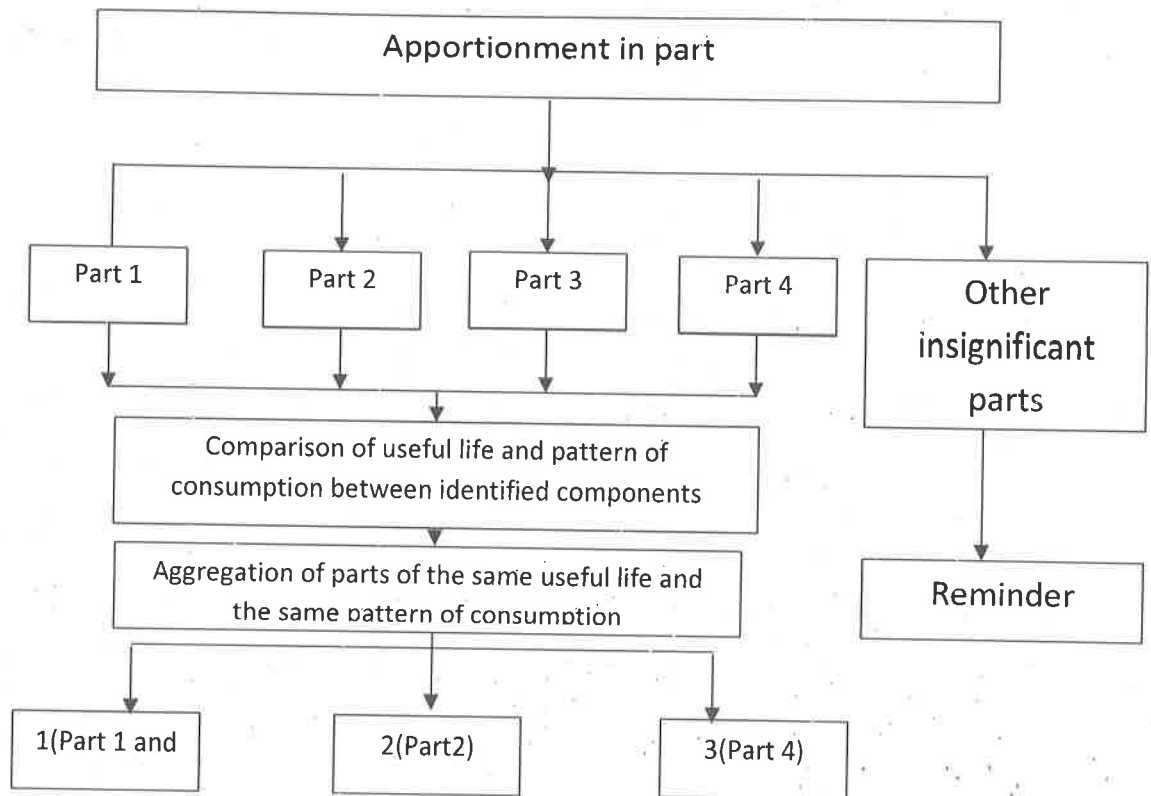 Apportionment in part
Part 1
Part 2
Part 3
Part 4
Other
insignificant
parts
Comparison of useful life and pattern of
consumption between identified components
Aggregation of parts of the same useful life and
the same pattern of consumption
Reminder
1(Part 1 and
2(Part2)
3(Part 4)